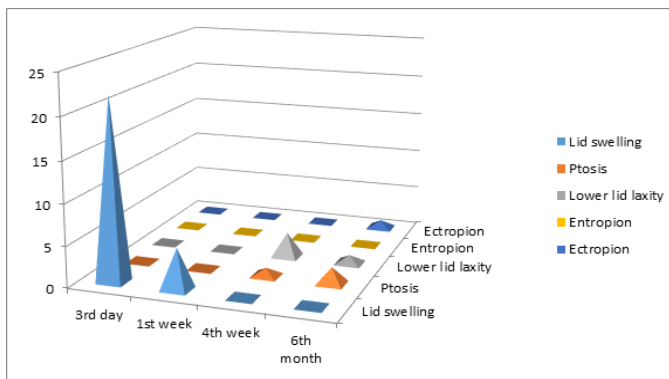 25
20
15
10
5
0
3rd day
1st week
4th week
6th
month
Ectropion
Entropion
Lower lid laxity
Ptosis
Lid swelling
Lid swelling
Ptosis
Lower lid laxity
Entropion
Ectropion